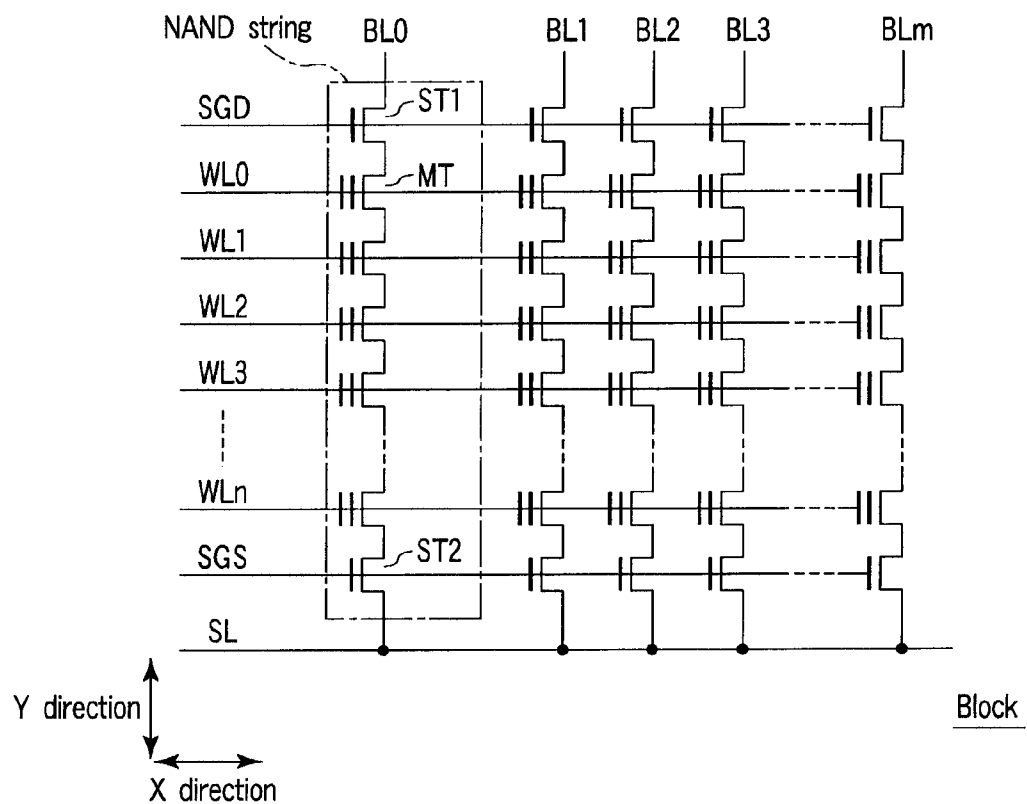 NAND string
BL0 BL1 BL2 BL3 BLm
SGD
ST1
WL0
MT
WL1
WL2
WL3
WLn
SGS
ST2
SL
Y direction
X direction
Block